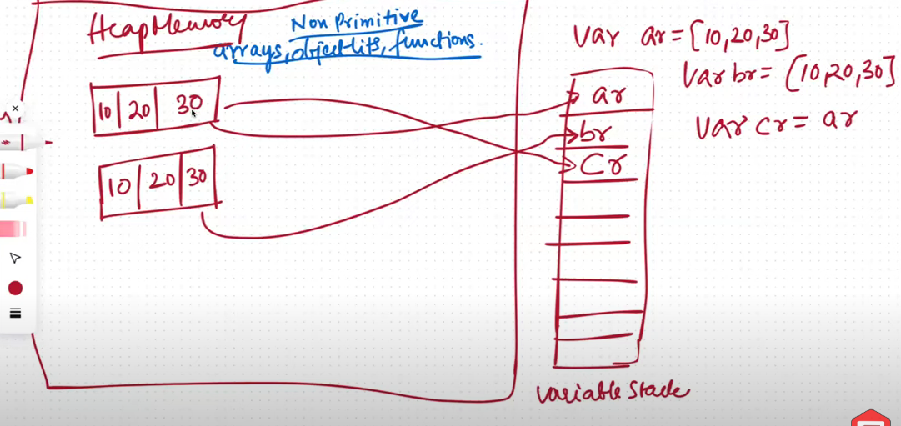 HeapMemory
Non Primitive
arrays, objectlits, functions.
10 20 30
10 20 30
var ar = [10,20,30]
Var br = [10,20,30]
Var Cr = ar
ar
br
Cr
variable stack